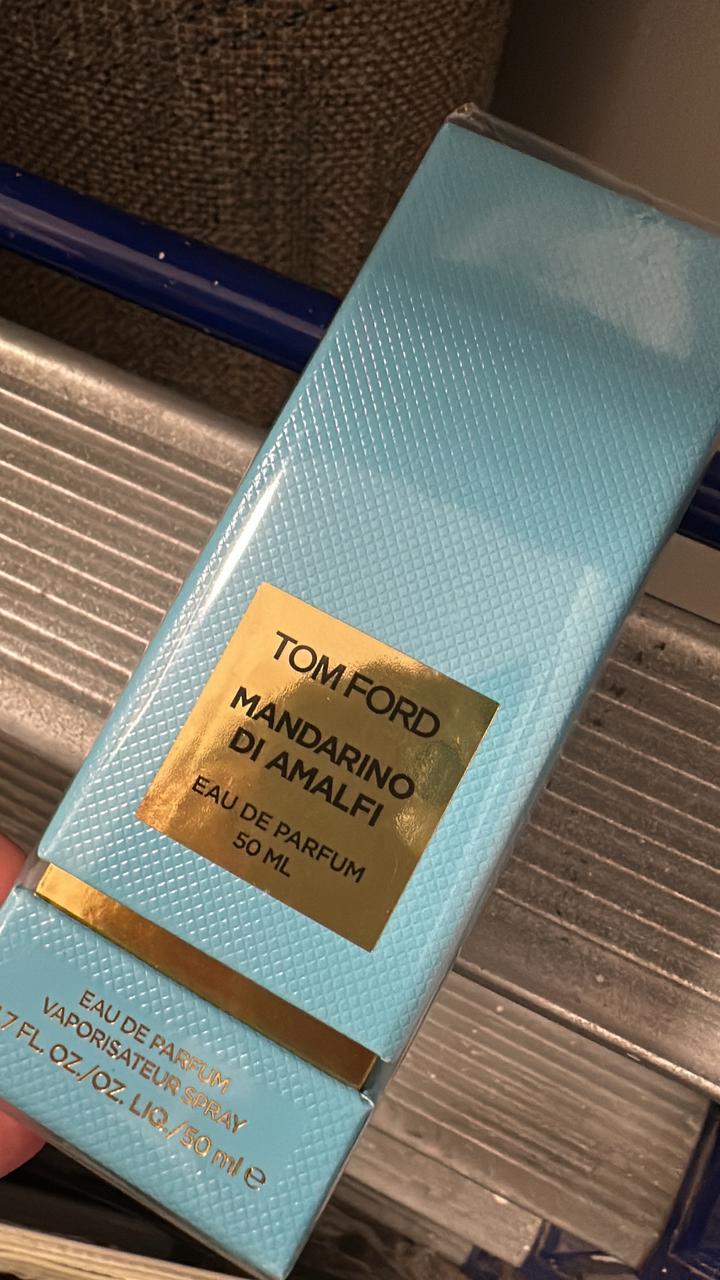 TOM FORD
MANDARINO
DI AMALFI
EAU DE PARFUM
50 ML
EAU DE PARFUM
VAPORISATEUR SPRAY
.7 FL. OZ./OZ. LIQ./50 ml ℮